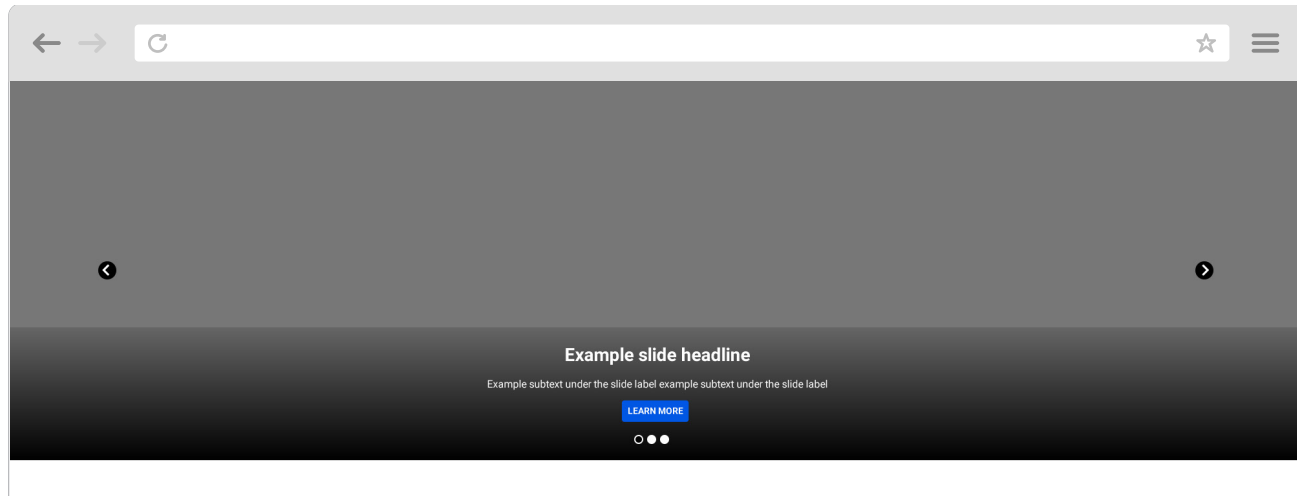 Example slide headline
Example subtext under the slide label example subtext under the slide label
LEARN MORE